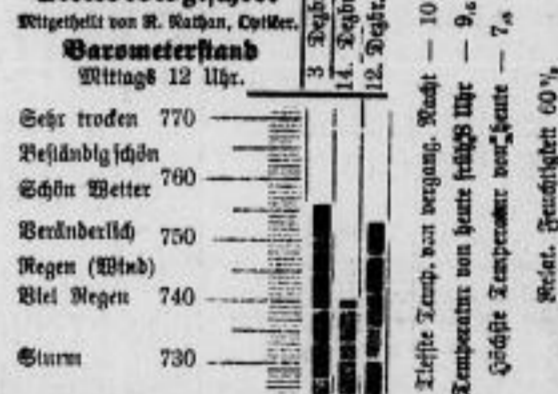 Mitgetheilt von R. Nathan, Optiker.
Barometerstand
Mittags 12 Uhr.
3 Dezbr.
14. Dezbr.
12. Dezbr.
Sehr trocken 770
Beständig schön
Schön Wetter 760
Veränderlich 750
Regen (Wind)
Viel Regen 740
Sturm 730
Tiefste Temp. von vergang. Nacht — 10
Temperatur von heute früh 8 Uhr — 9,6
Höchste Temperatur von heute — 7,
Relat. Feuchtigkeit 60%